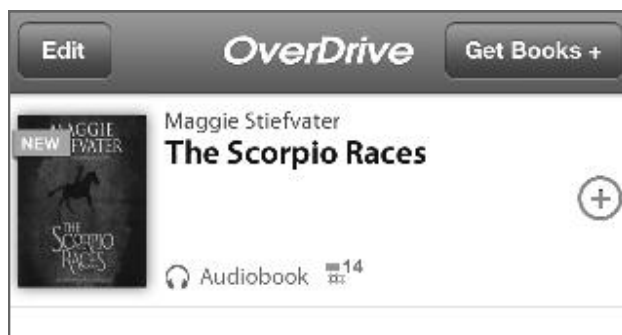 Edit
OverDrive
Get Books +
NEW
MAGGIE
STIEFVATER
THE
SCORPIO
RACES
Maggie Stiefvater
The Scorpio Races
Audiobook
14